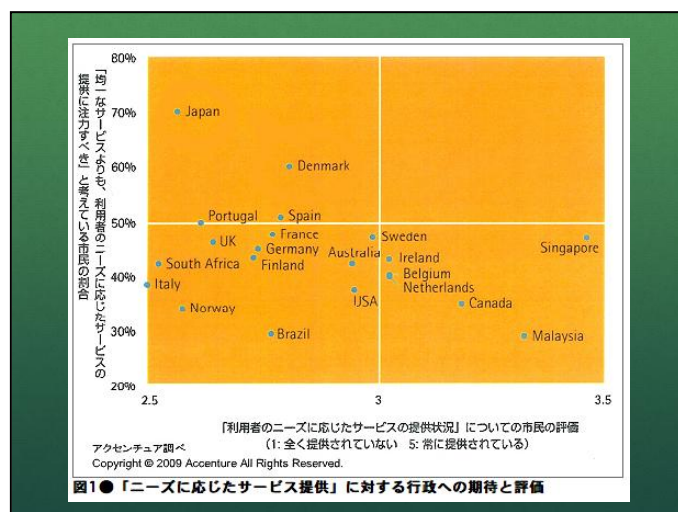 80%
70%
60%
50%
40%
30%
20%
「均一なサービスよりも、利用者のニーズに応じたサービスの
提供に注力すべき」と考えている市民の割合
Japan
Denmark
Portugal
Spain
France
UK
Germany
Sweden
Singapore
Australia
Ireland
South Africa
Finland
Belgium
Italy
Netherlands
USA
Norway
Canada
Brazil
Malaysia
2.5
3
3.5
「利用者のニーズに応じたサービスの提供状況」についての市民の評価
(1: 全く提供されていない 5: 常に提供されている)
アクセンチュア調べ
Copyright © 2009 Accenture All Rights Reserved.
図1●「ニーズに応じたサービス提供」に対する行政への期待と評価